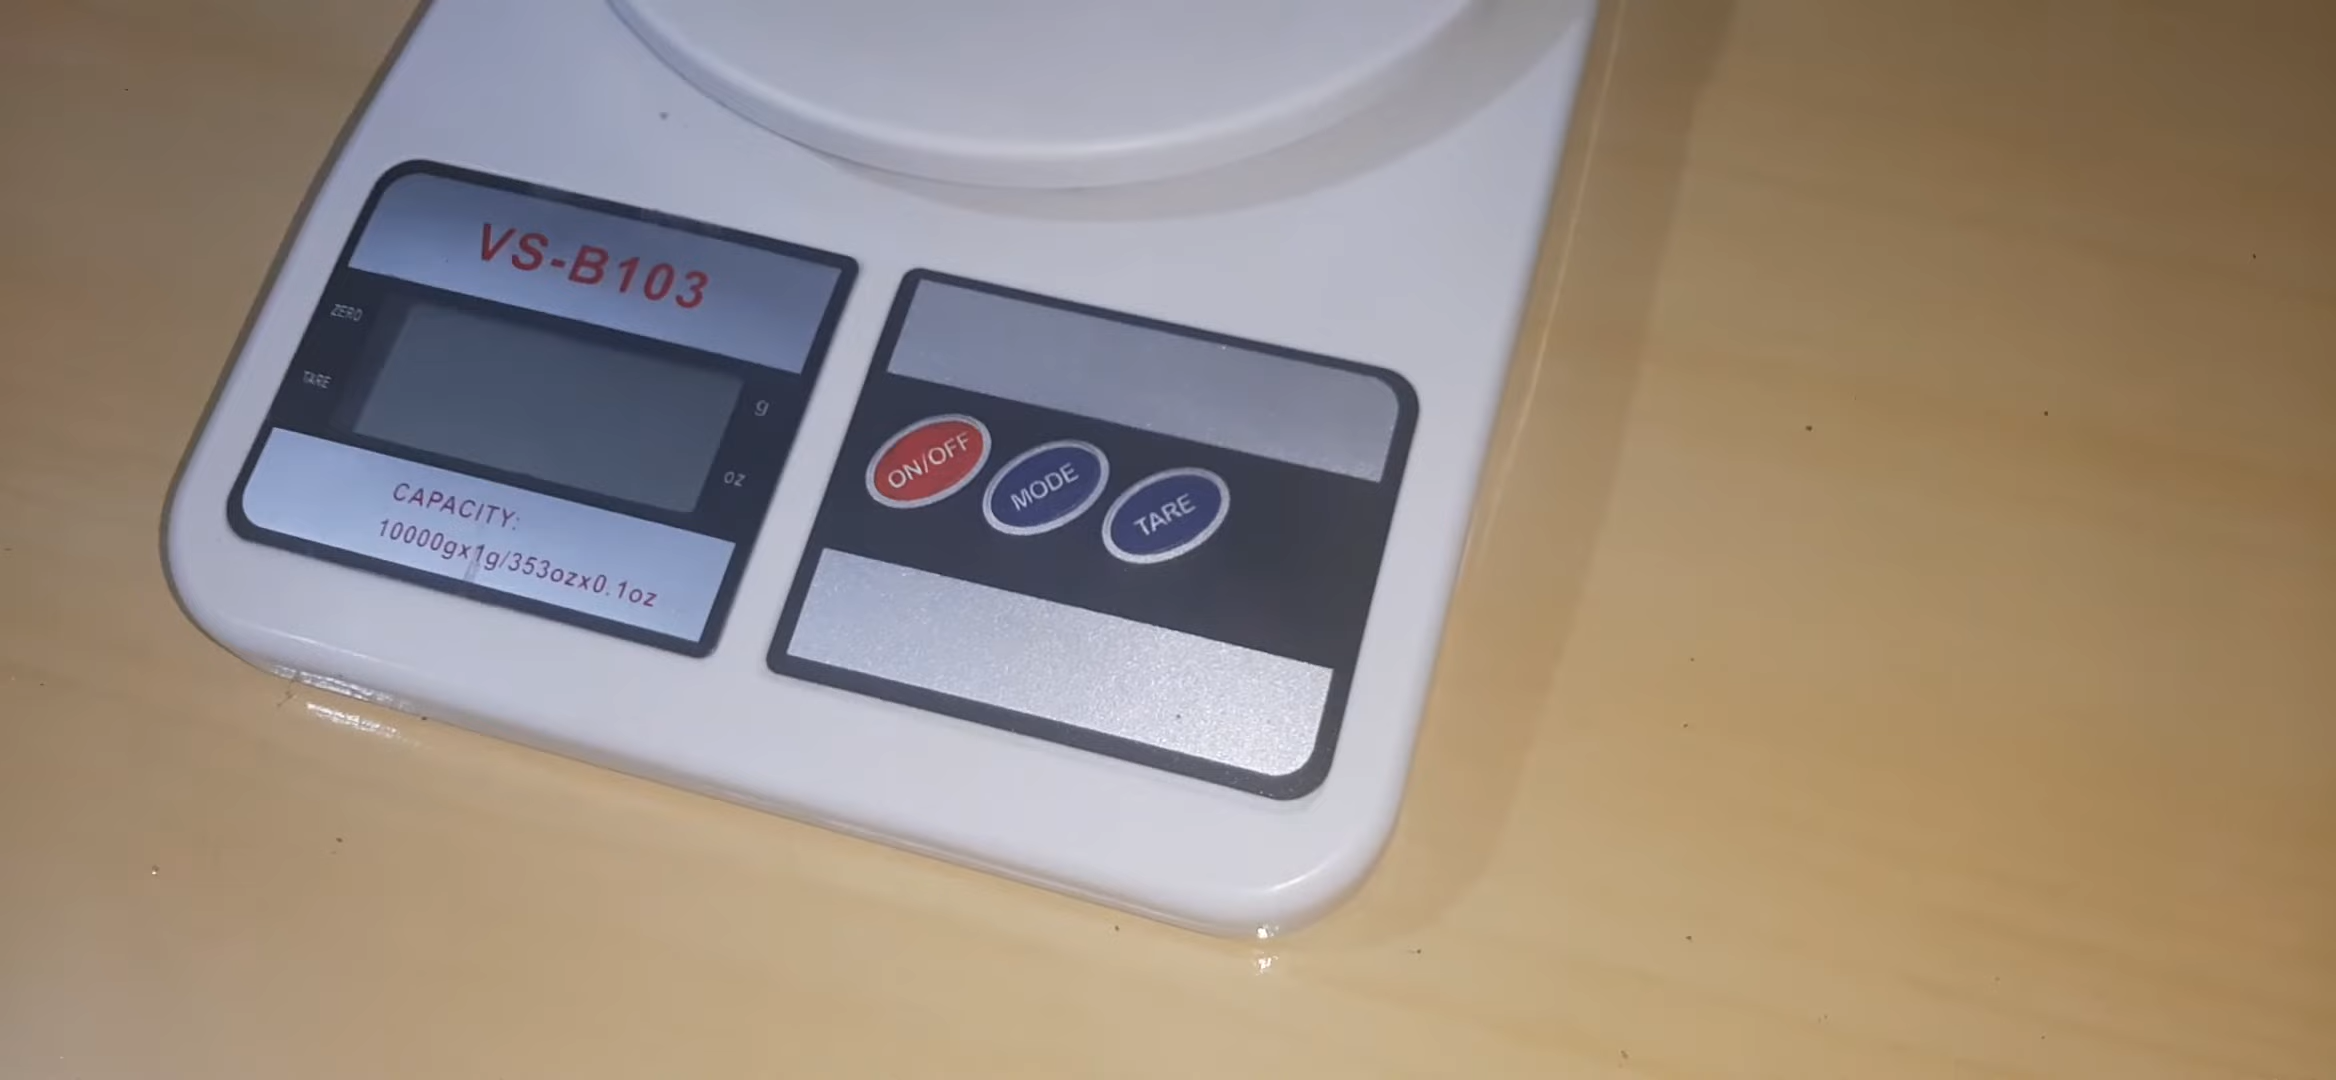 VS-B103
ZERO
TARE
g
oz
CAPACITY:
10000gx1g/353ozx0.1oz
ON/OFF
MODE
TARE